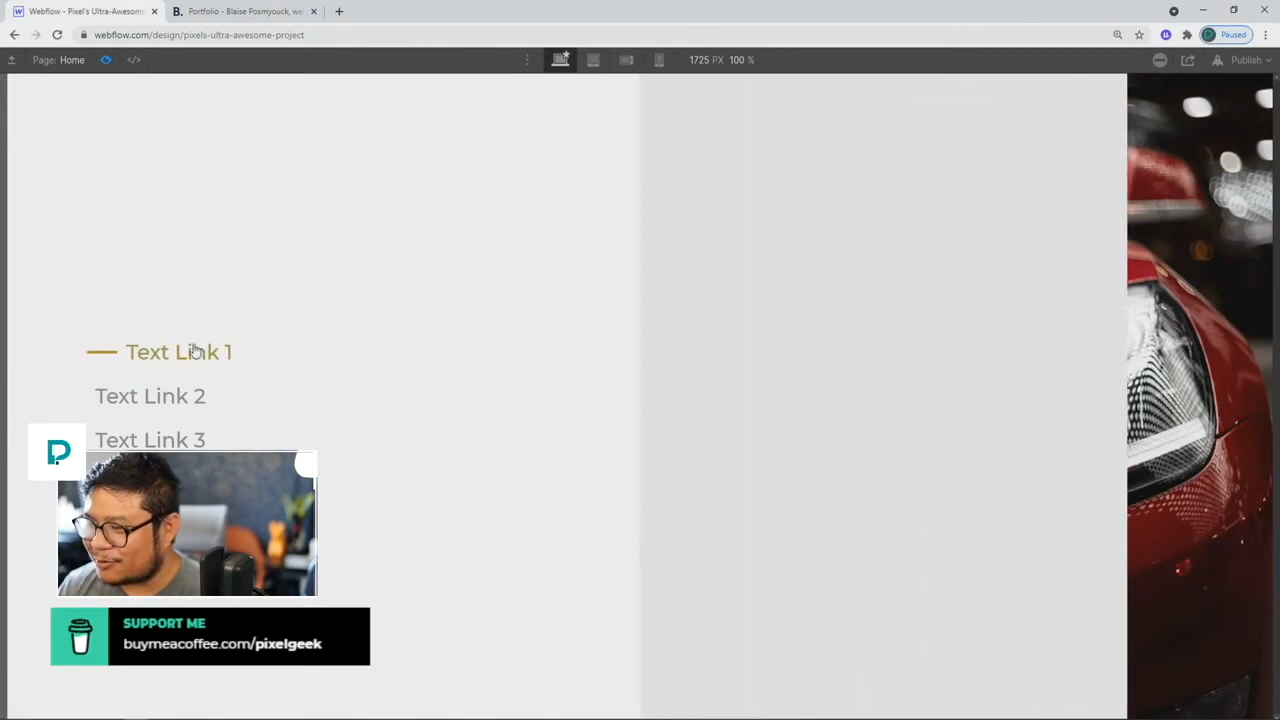 Webflow - Pixel's Ultra-Awesome
Portfolio - Blaise Posmyouck, we
webflow.com/design/pixels-ultra-awesome-project
Paused
Page: Home
1725 PX 100 %
Publish
Text Link 1
Text Link 2
Text Link 3
SUPPORT ME
buymeacoffee.com/pixelgeek